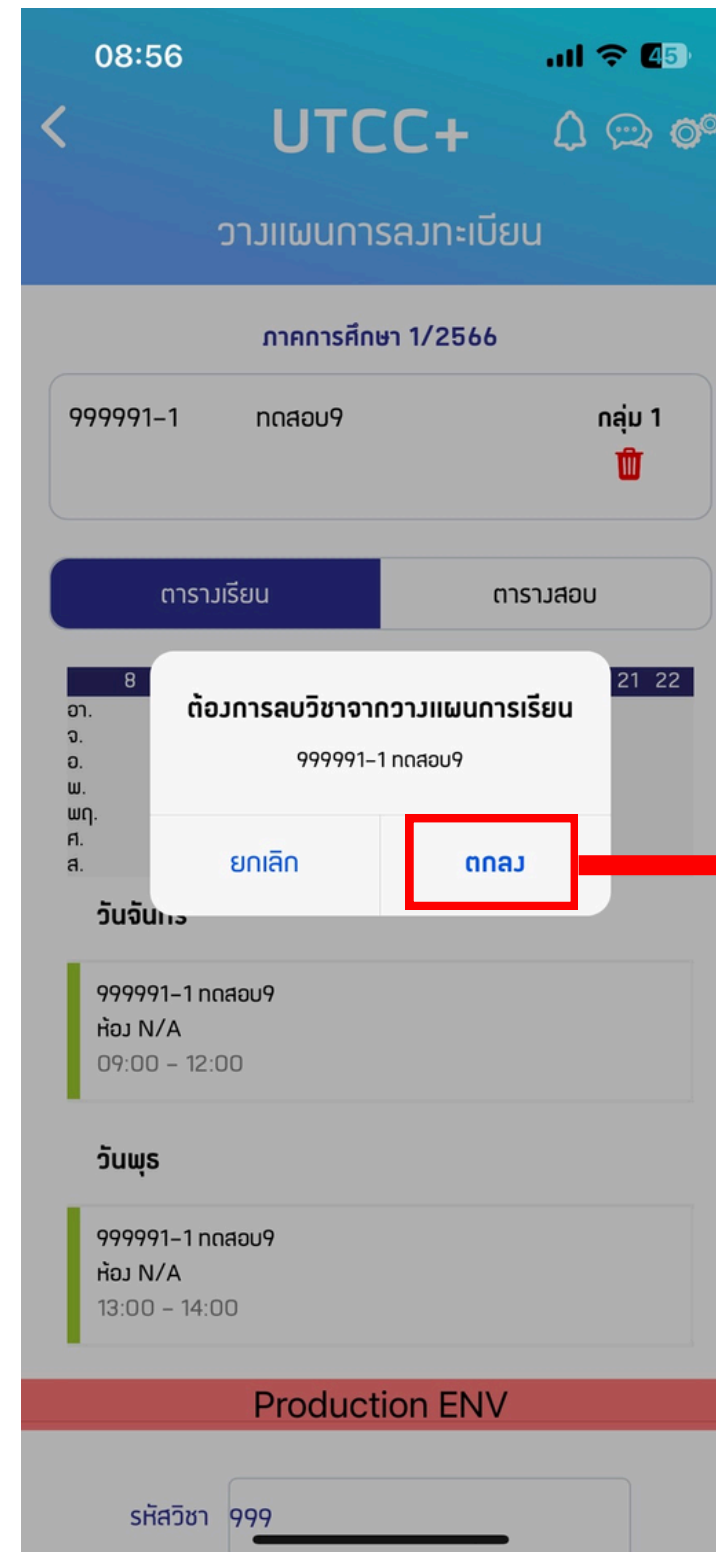 08:56
45
UTCC+
วางแผนการลงทะเบียน
ภาคการศึกษา 1/2566
999991-1 ทดสอบ9 กลุ่ม 1
ตารางเรียน ตารางสอบ
8 21 22
อา.
จ.
อ.
พ.
พฤ.
ศ.
ส.
ต้องการลบวิชาจากวางแผนการเรียน
999991-1 ทดสอบ9
ยกเลิก ตกลง
วันจันทร์
999991-1 ทดสอบ9
ห้อง N/A
09:00 - 12:00
วันพุธ
999991-1 ทดสอบ9
ห้อง N/A
13:00 - 14:00
Production ENV
รหัสวิชา 999